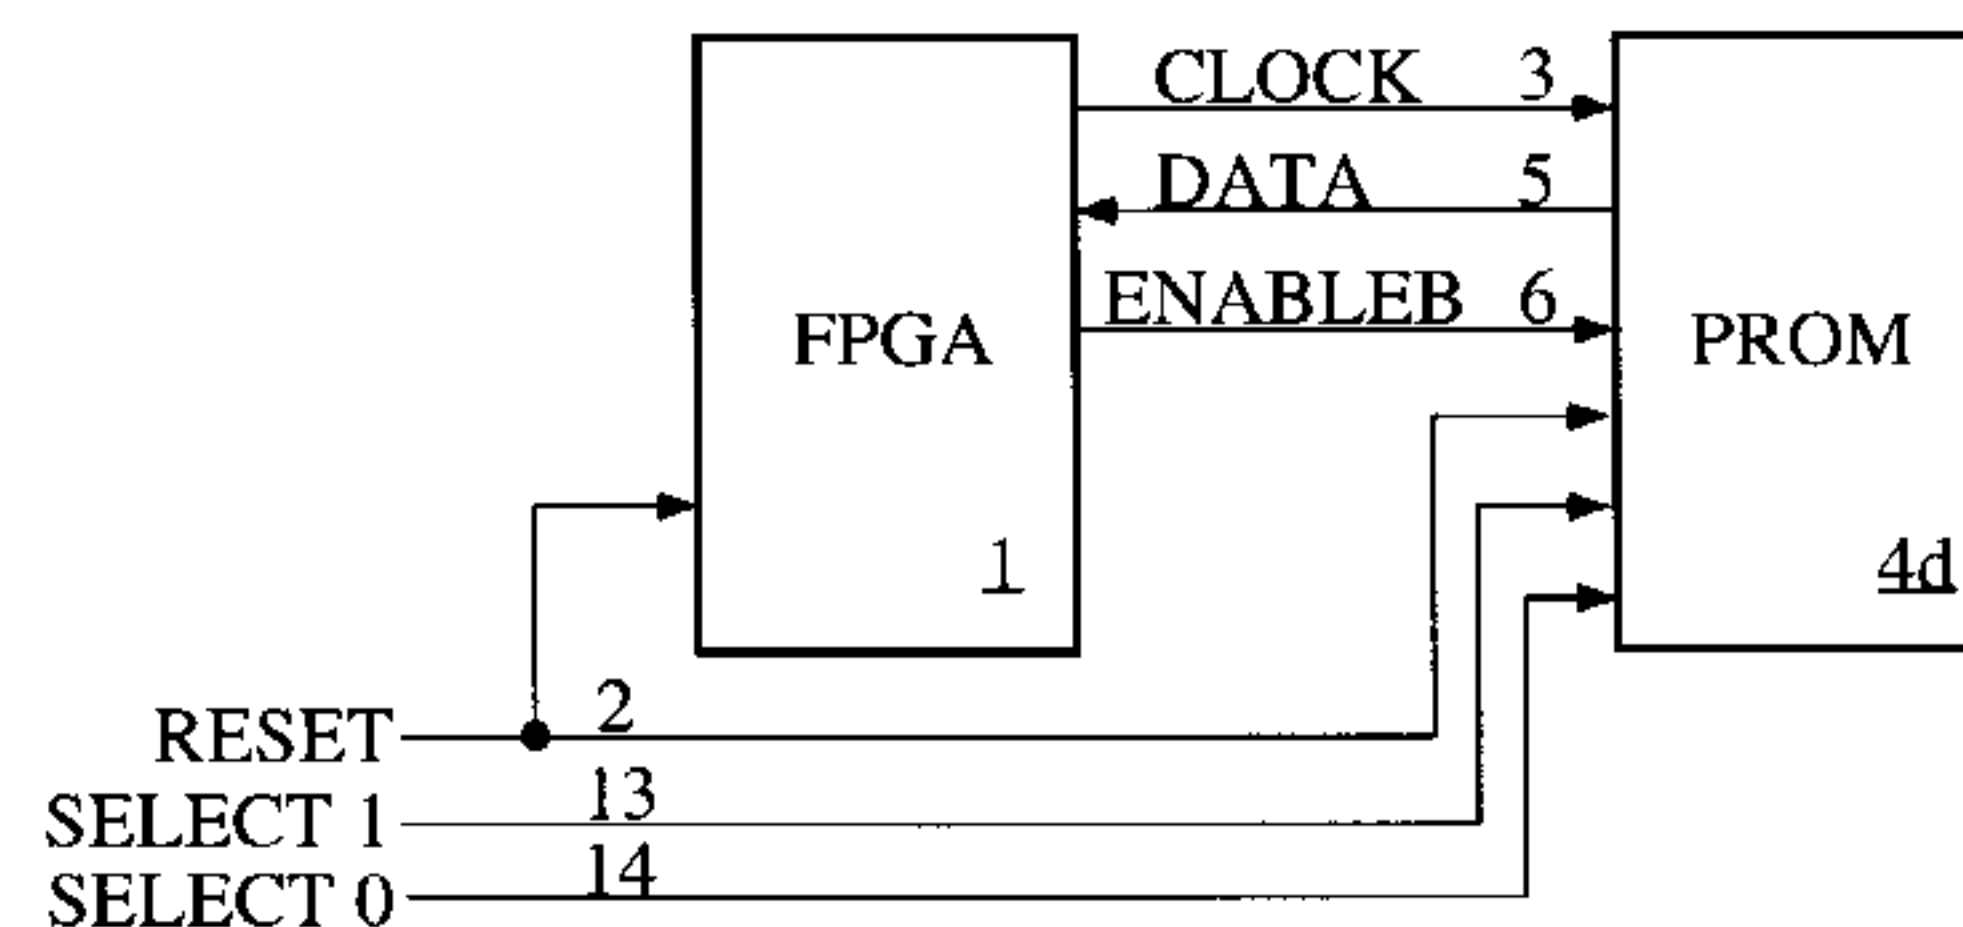 CLOCK 3
DATA 5
ENABLEB 6
FPGA
PROM
1
4d
2
RESET
13
SELECT 1
14
SELECT 0